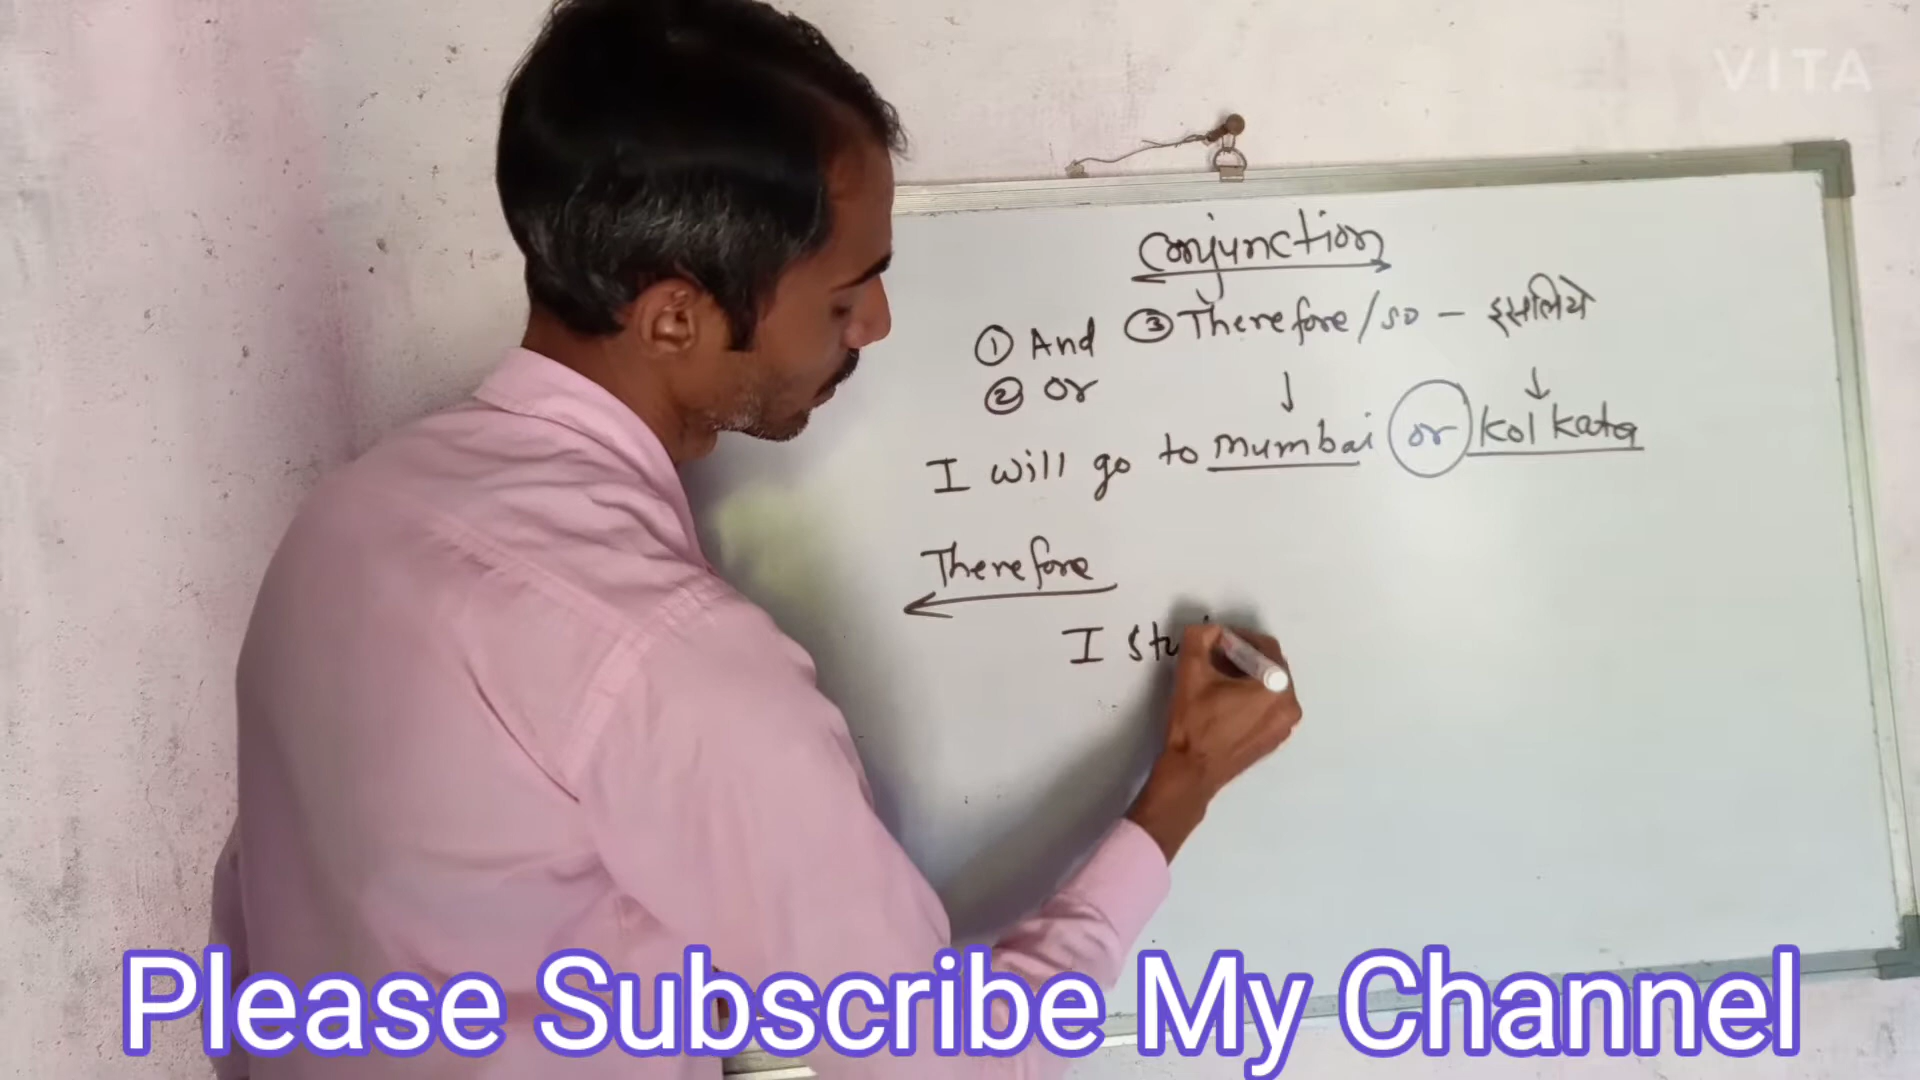 VITA
Conjunction
① And ③ Therefore/so - इसलिये
② or
I will go to mumbai or kolkata
Therefore
I
Please Subscribe My Channel